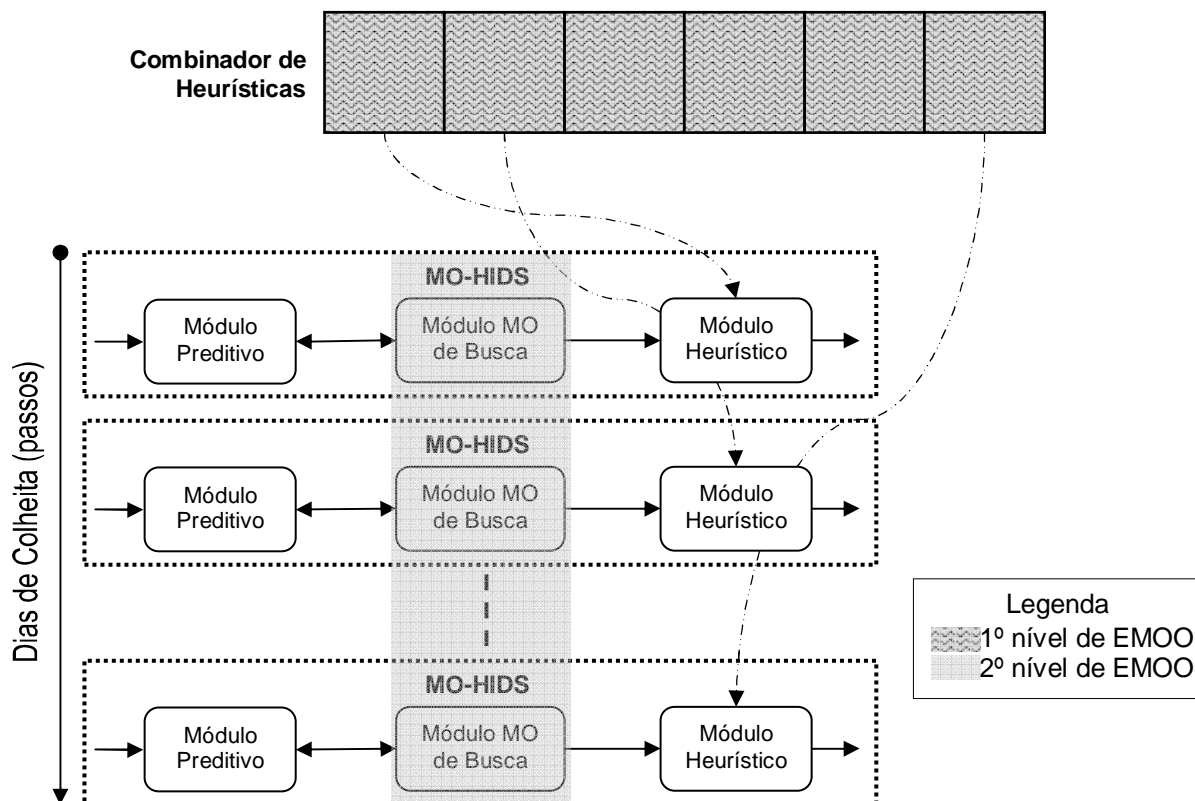 Combinador de
Heurísticas
Dias de Colheita (passos)
MO-HIDS
Módulo
Preditivo
Módulo MO
de Busca
Módulo
Heurístico
MO-HIDS
Módulo
Preditivo
Módulo MO
de Busca
Módulo
Heurístico
MO-HIDS
Módulo
Preditivo
Módulo MO
de Busca
Módulo
Heurístico
Legenda
1º nível de EMOO
2º nível de EMOO